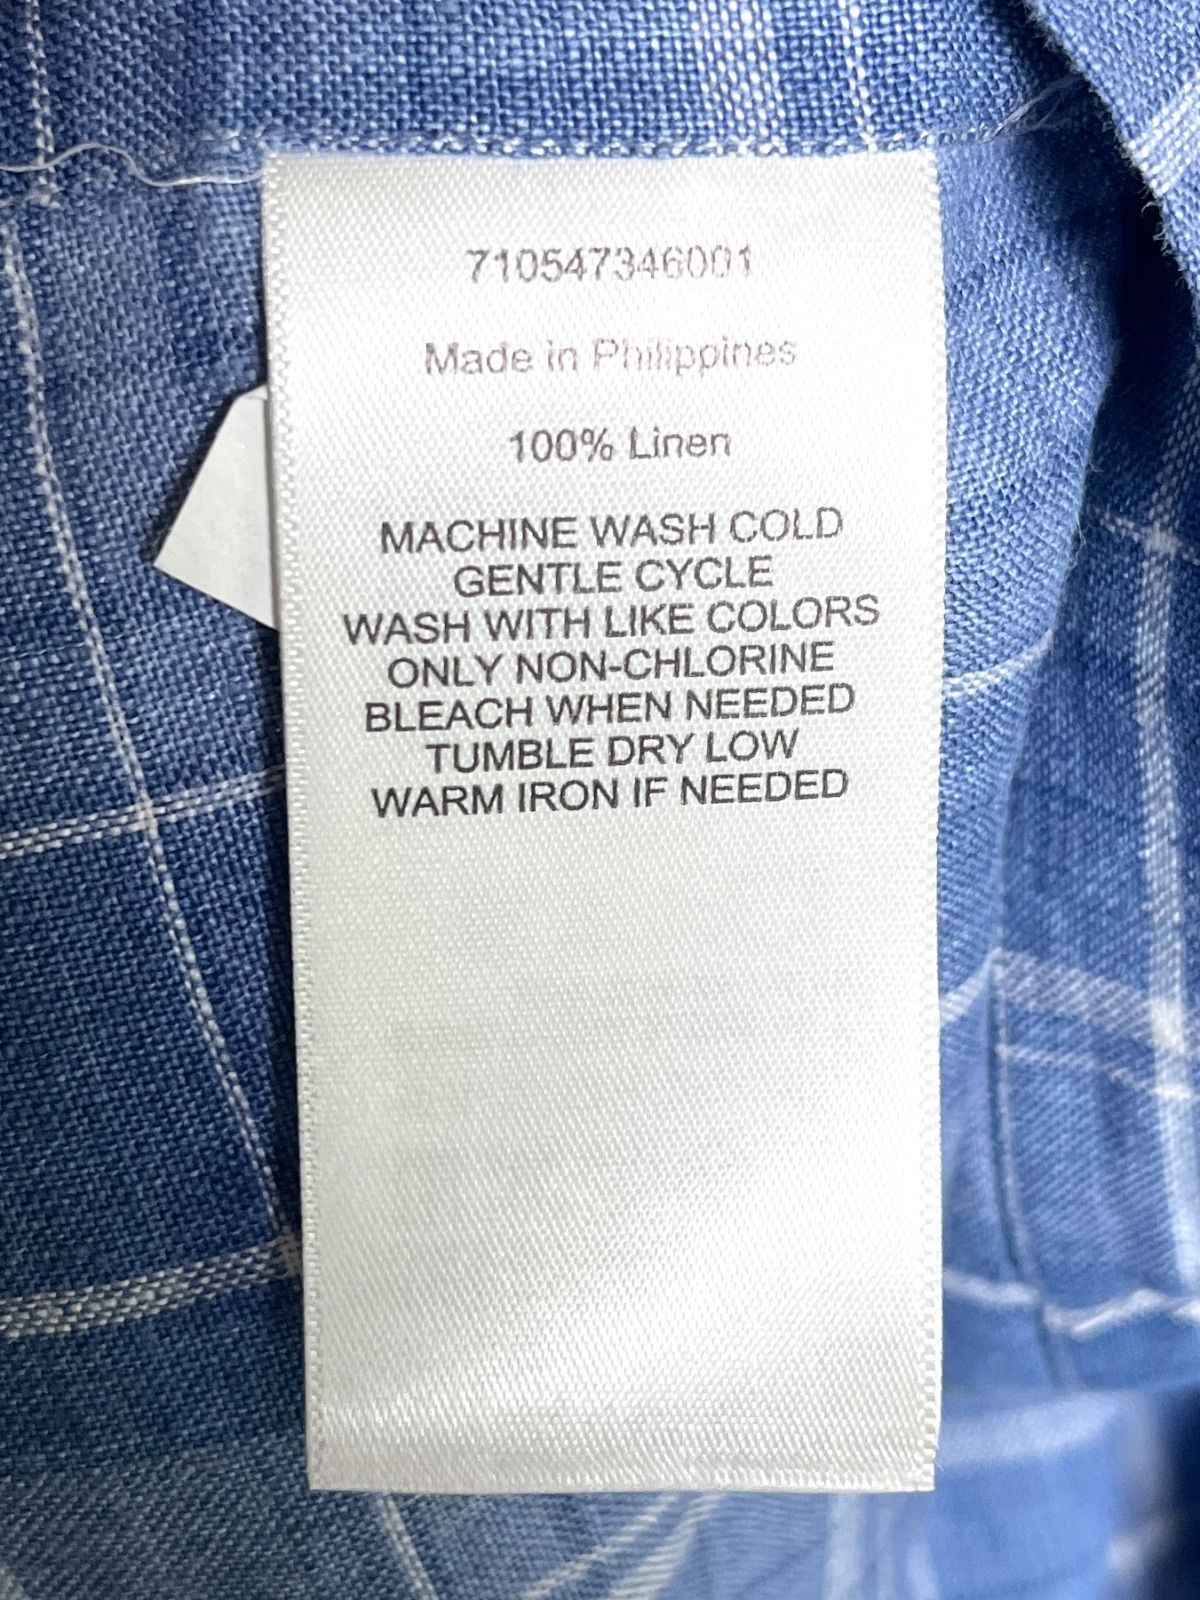 710547346001
Made in Philippines
100% Linen
MACHINE WASH COLD
GENTLE CYCLE
WASH WITH LIKE COLORS
ONLY NON-CHLORINE
BLEACH WHEN NEEDED
TUMBLE DRY LOW
WARM IRON IF NEEDED